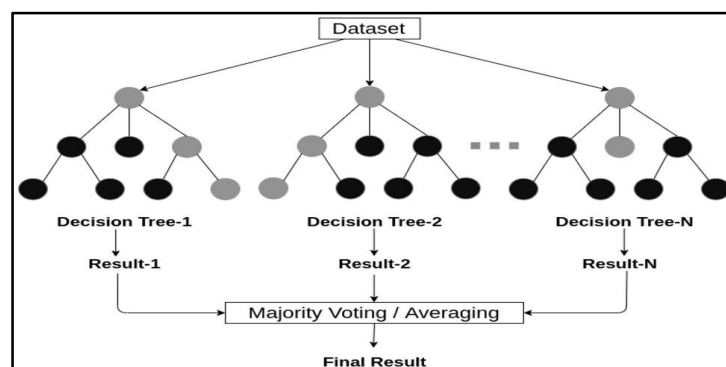 Dataset
Decision Tree-1
Decision Tree-2
Decision Tree-N
Result-1
Result-2
Result-N
Majority Voting / Averaging
Final Result